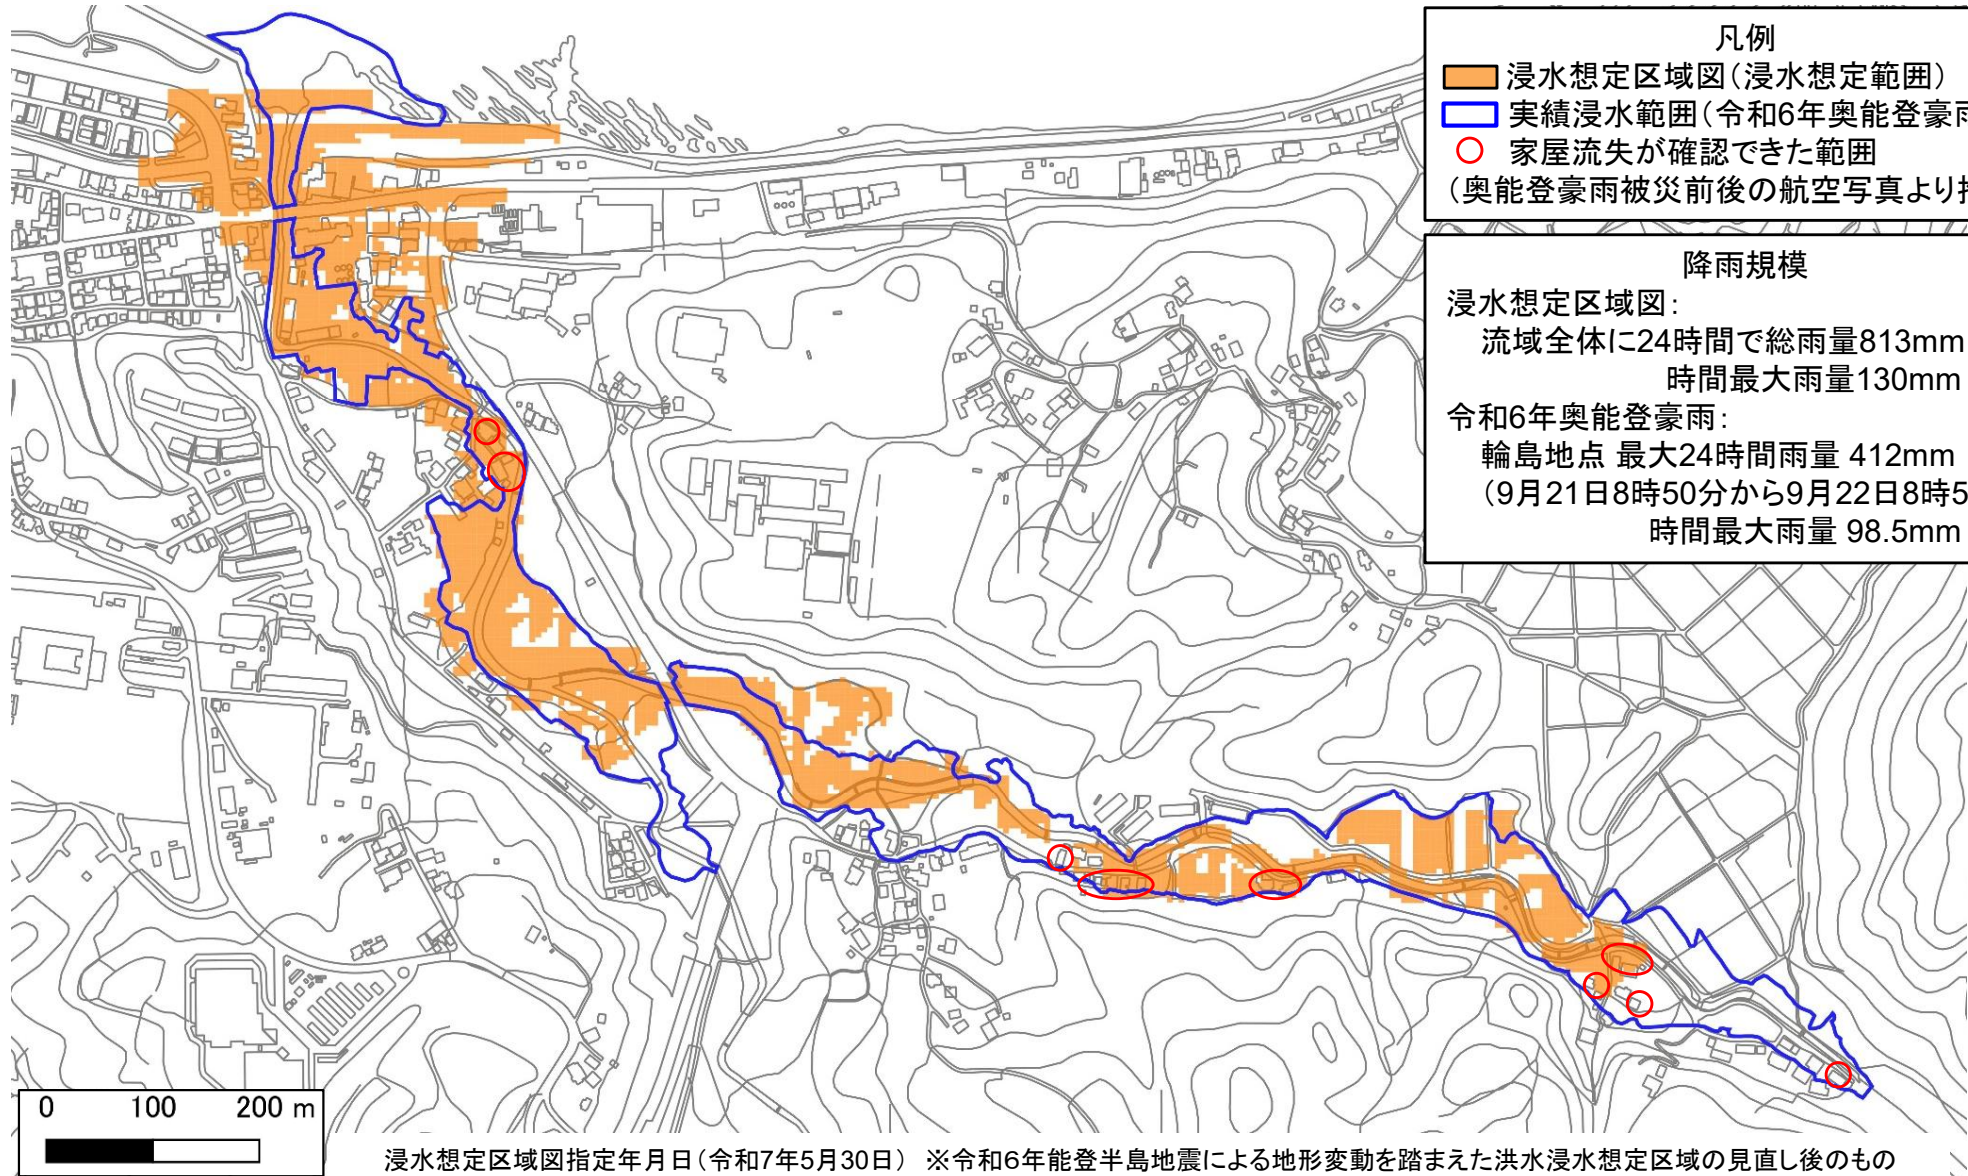 凡例
浸水想定区域図(浸水想定範囲)
実績浸水範囲(令和6年奥能登豪雨
家屋流失が確認できた範囲
(奥能登豪雨被災前後の航空写真より
降雨規模
浸水想定区域図:
流域全体に24時間で総雨量813mm
時間最大雨量130mm
令和6年奥能登豪雨:
輪島地点 最大24時間雨量 412mm
(9月21日8時50分から9月22日8時5
時間最大雨量 98.5mm
0 100 200 m
浸水想定区域図指定年月日(令和7年5月30日) ※令和6年能登半島地震による地形変動を踏まえた洪水浸水想定区域の見直し後のもの